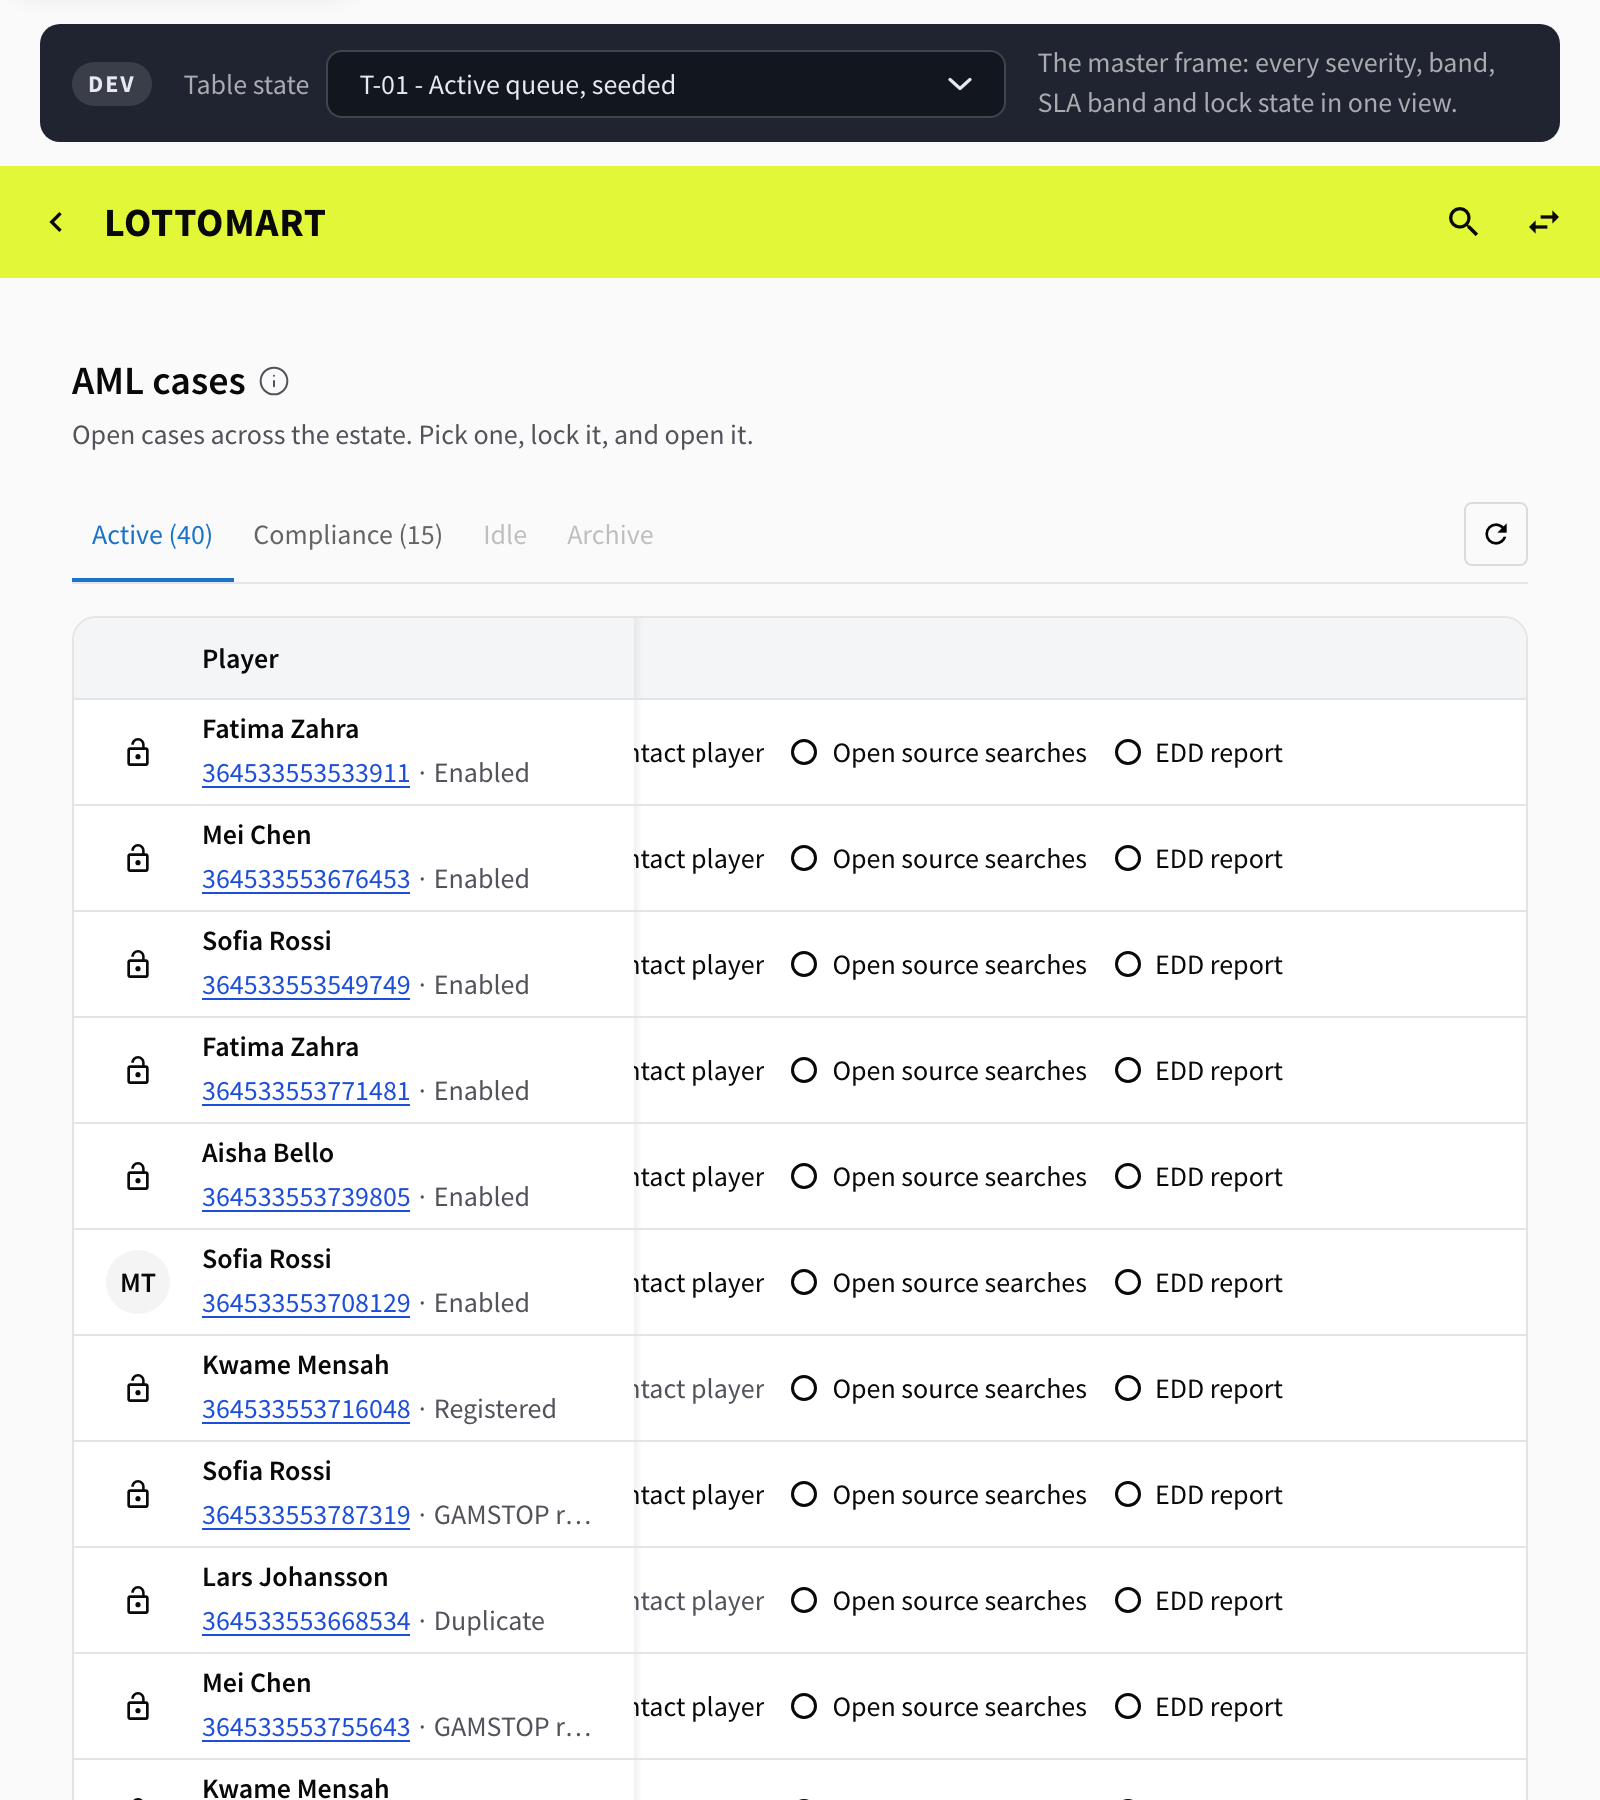 DEV Table state T-01 - Active queue, seeded
The master frame: every severity, band,
SLA band and lock state in one view.
LOTTOMART
AML cases
Open cases across the estate. Pick one, lock it, and open it.
Active (40) Compliance (15) Idle Archive
Player
Fatima Zahra
364533553533911 · Enabled
ntact player Open source searches EDD report
Mei Chen
364533553676453 · Enabled
ntact player Open source searches EDD report
Sofia Rossi
364533553549749 · Enabled
ntact player Open source searches EDD report
Fatima Zahra
364533553771481 · Enabled
ntact player Open source searches EDD report
Aisha Bello
364533553739805 · Enabled
ntact player Open source searches EDD report
MT
Sofia Rossi
364533553708129 · Enabled
ntact player Open source searches EDD report
Kwame Mensah
364533553716048 · Registered
ntact player Open source searches EDD report
Sofia Rossi
364533553787319 · GAMSTOP r…
ntact player Open source searches EDD report
Lars Johansson
364533553668534 · Duplicate
ntact player Open source searches EDD report
Mei Chen
364533553755643 · GAMSTOP r…
ntact player Open source searches EDD report
Kwame Mensah